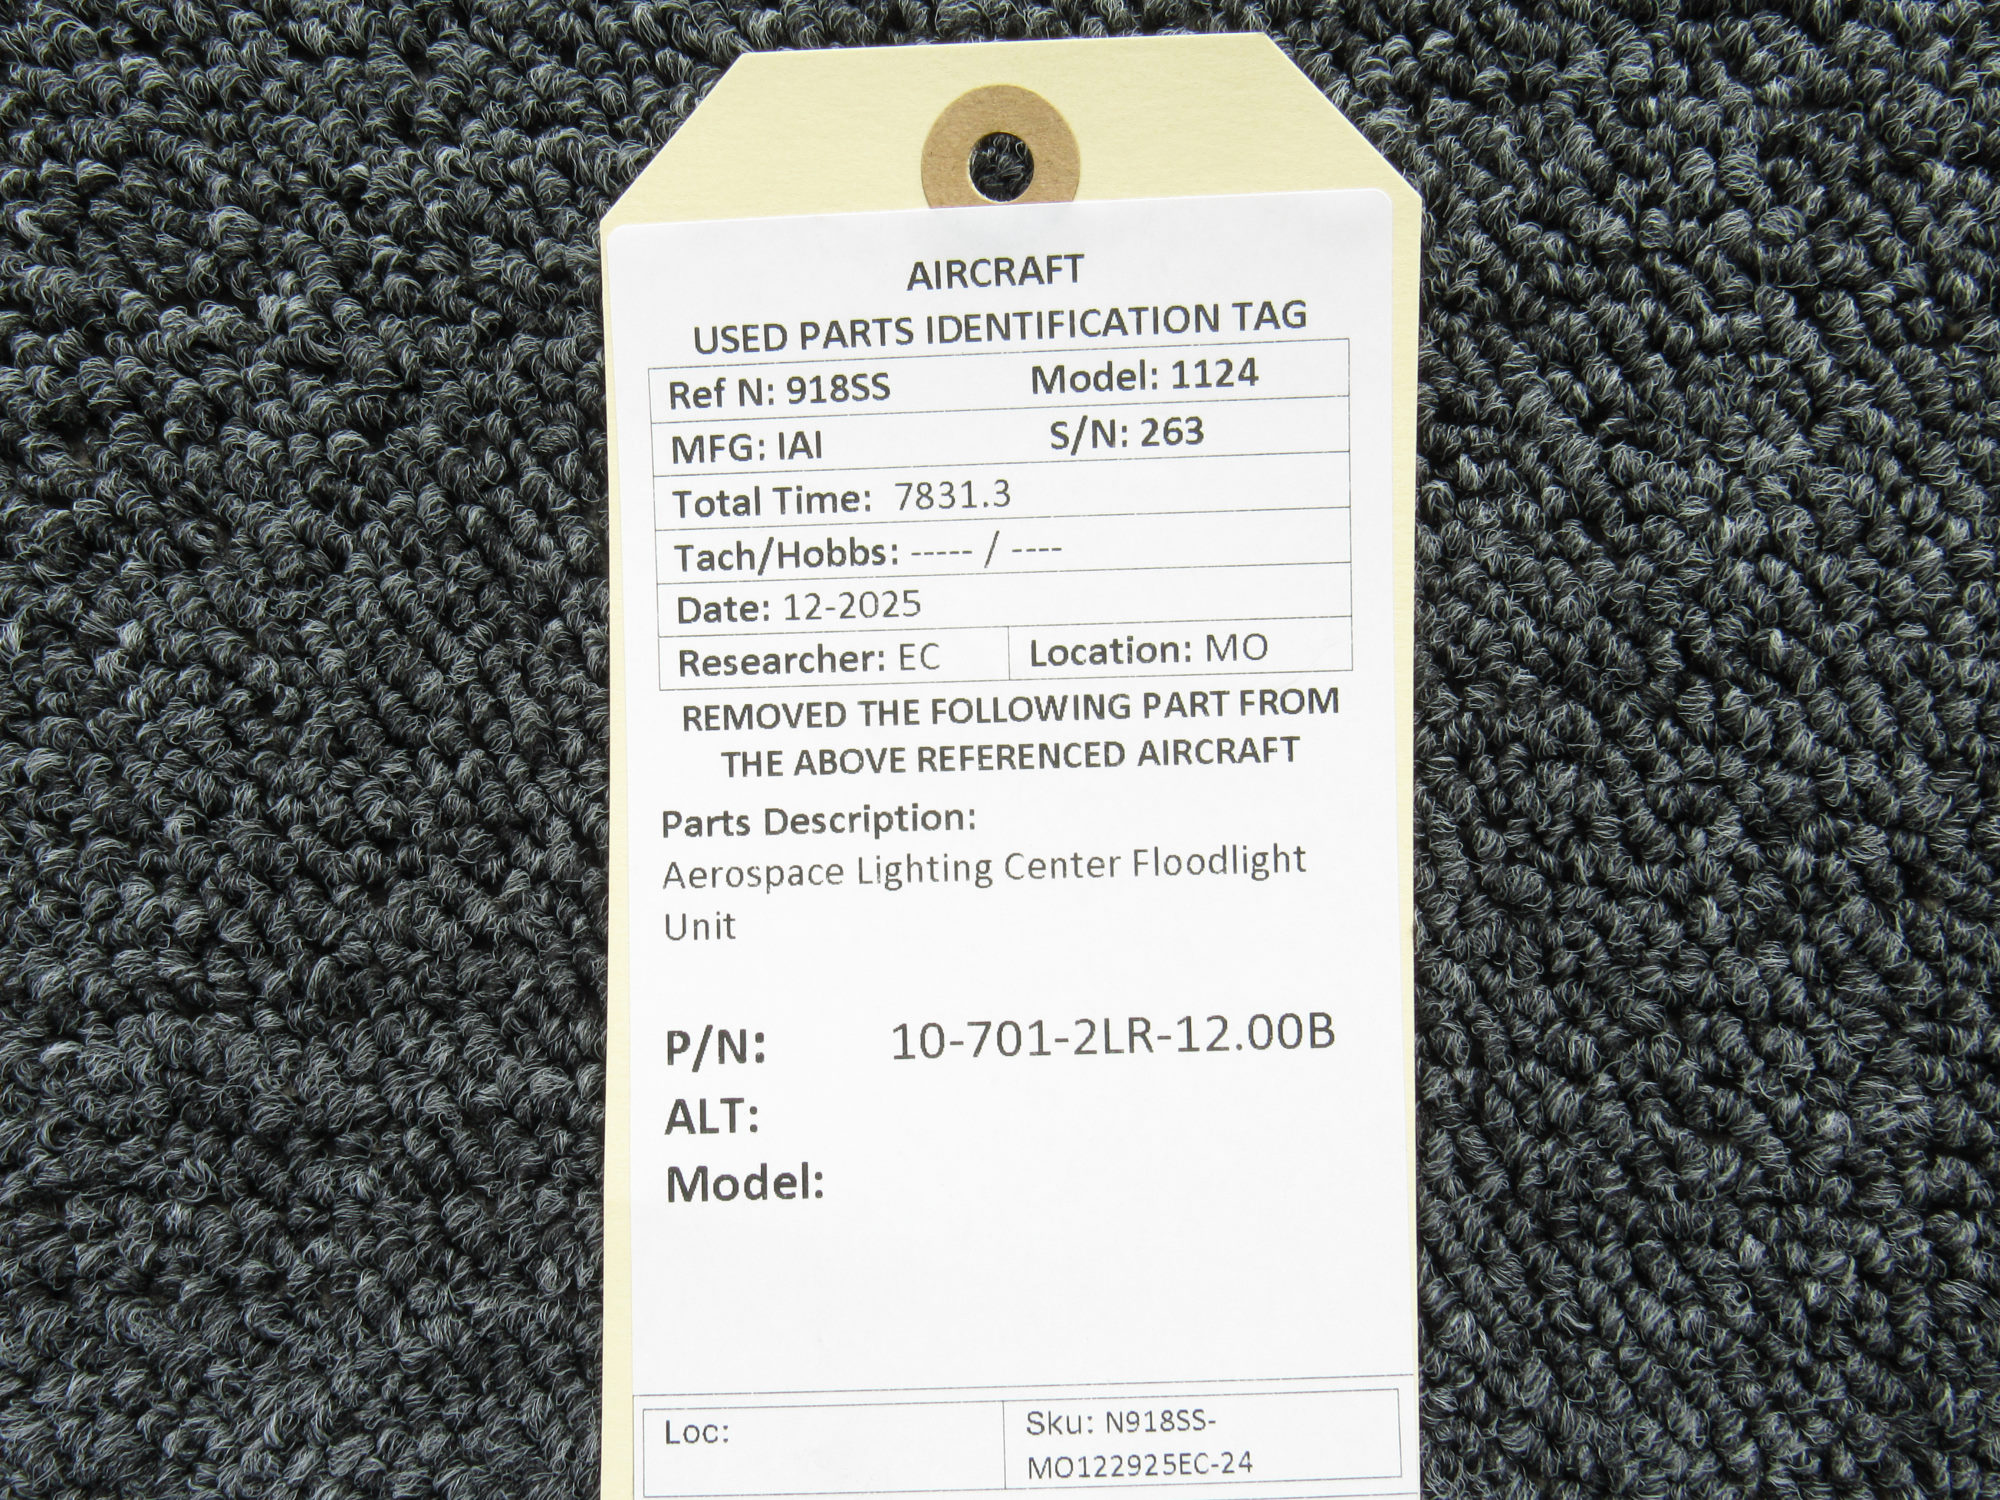 AIRCRAFT
USED PARTS IDENTIFICATION TAG
Ref N: 918SS Model: 1124
MFG: IAI S/N: 263
Total Time: 7831.3
Tach/Hobbs: ----- / ----
Date: 12-2025
Researcher: EC Location: MO
REMOVED THE FOLLOWING PART FROM
THE ABOVE REFERENCED AIRCRAFT
Parts Description:
Aerospace Lighting Center Floodlight
Unit
P/N: 10-701-2LR-12.00B
ALT:
Model:
Loc: Sku: N918SS-
MO122925EC-24